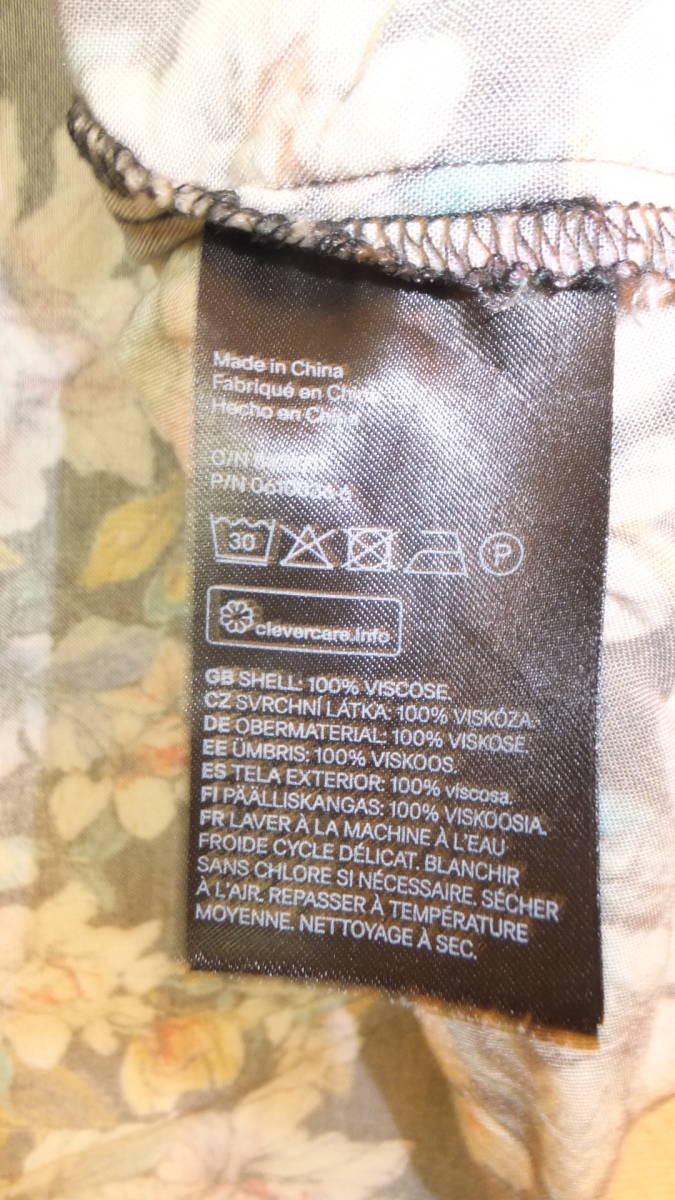 Made in China
Fabriqué en
Hecho en
O/N
P/N
30
P
clevercare.info
GB SHELL: 100% VISCOSE.
CZ SVRCHNÍ LÁTKA: 100% VISKÓZA.
DE OBERMATERIAL: 100% VISKOSE.
EE ÜMBRIS: 100% VISKOOS.
ES TELA EXTERIOR: 100% viscosa.
FI PÄÄLLISKANGAS: 100% VISKOOSIA.
FR LAVER À LA MACHINE À L'EAU
FROIDE CYCLE DÉLICAT. BLANCHIR
SANS CHLORE SI NÉCESSAIRE. SÉCHER
À L'AIR. REPASSER À TEMPÉRATURE
MOYENNE. NETTOYAGE À SEC.